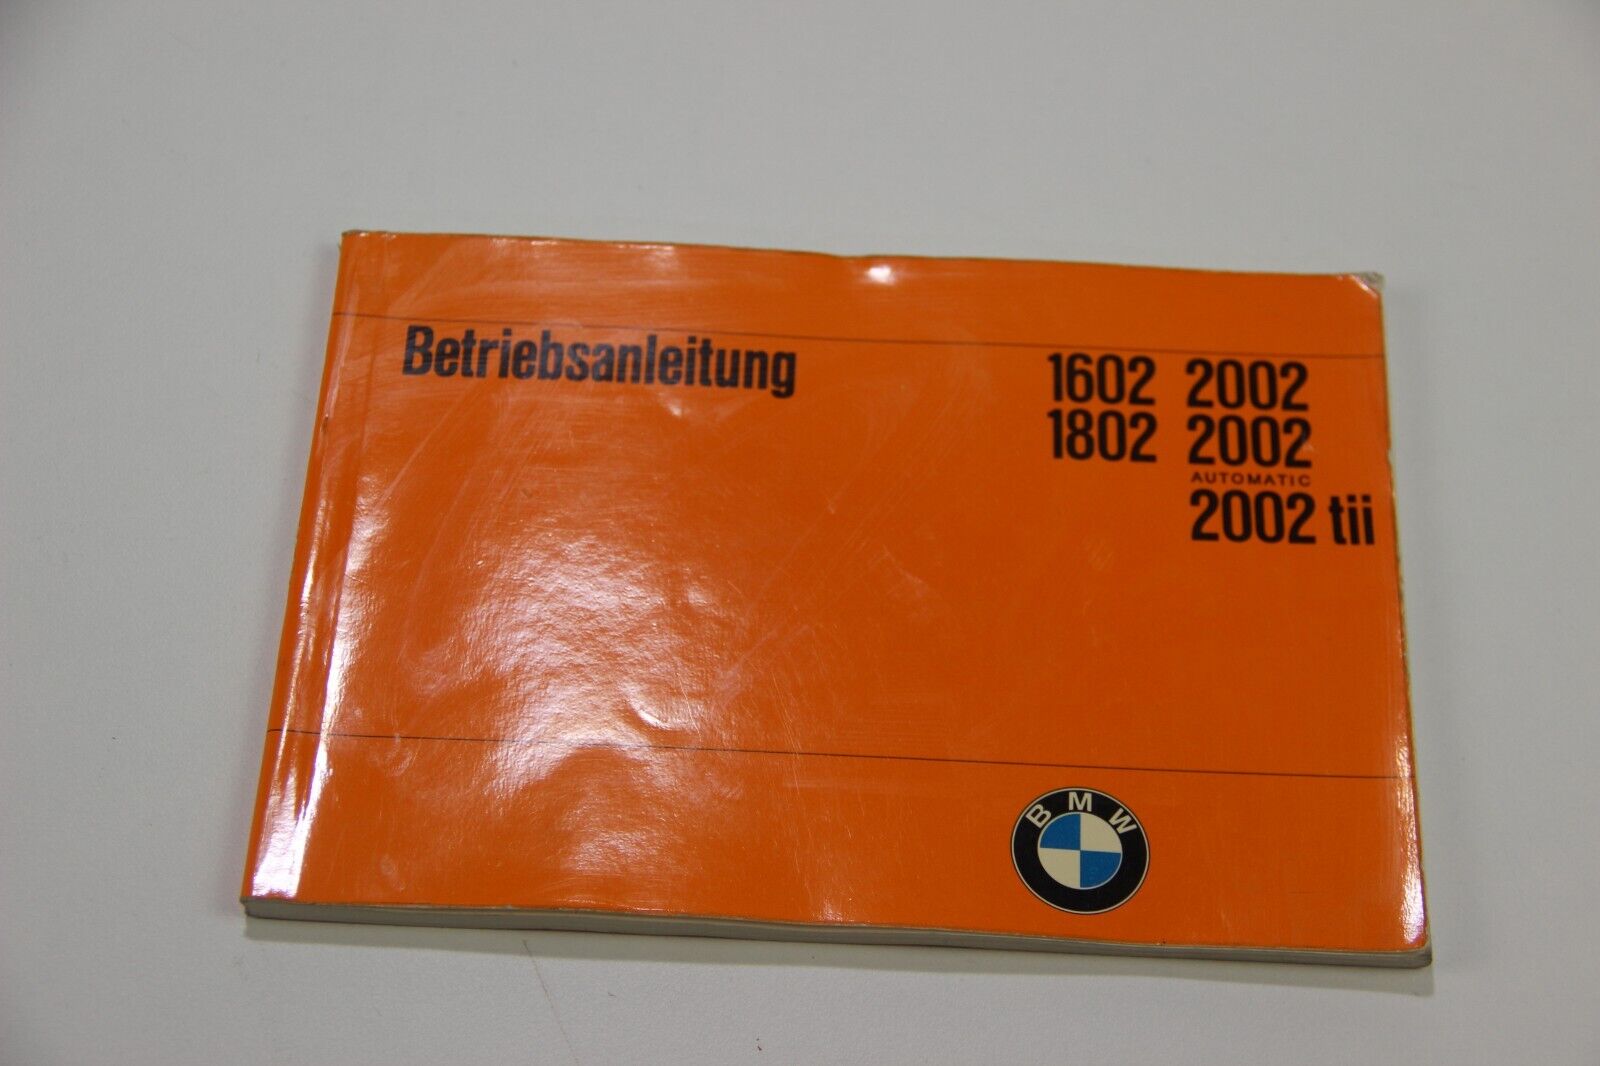 Betriebsanleitung
1602 2002
1802 2002
AUTOMATIC
2002 tii
BMW